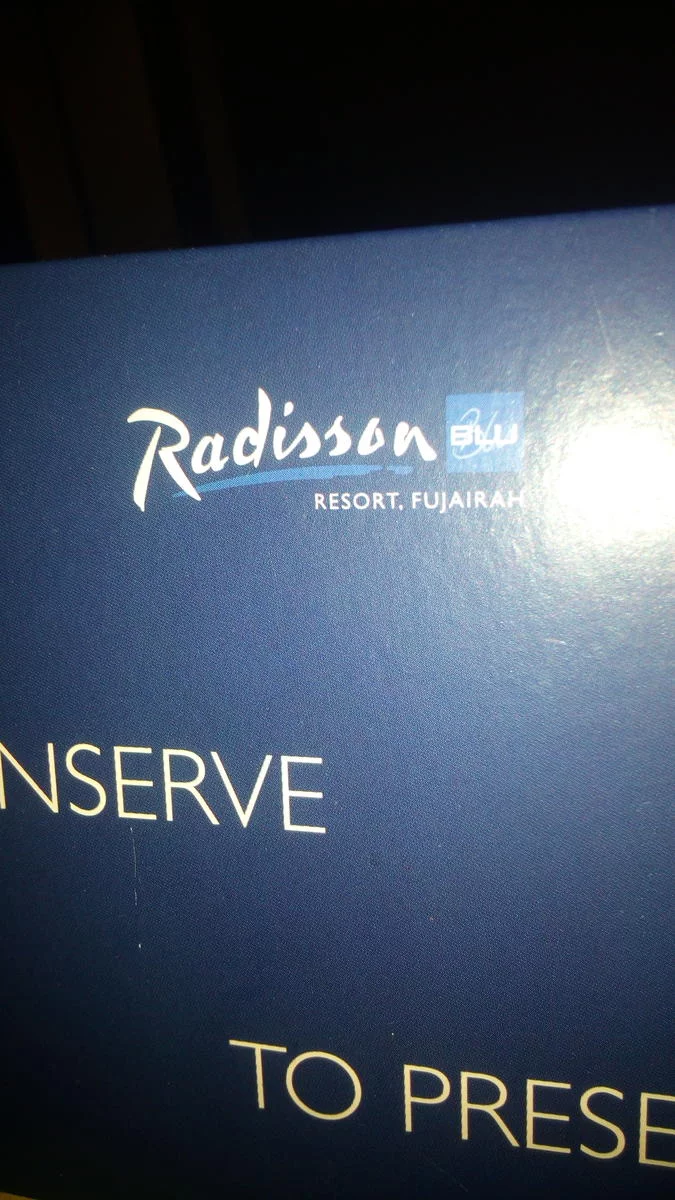 Radisson BLU
RESORT, FUJAIRAH
NSERVE
TO PRESE